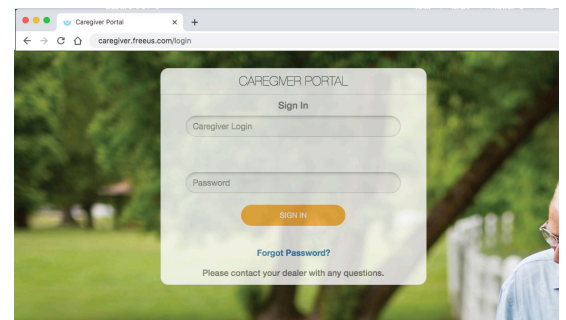 Caregiver Portal
caregiver.freeus.com/login
CAREGIVER PORTAL
Sign In
Caregiver Login
Password
SIGN IN
Forgot Password?
Please contact your dealer with any questions.